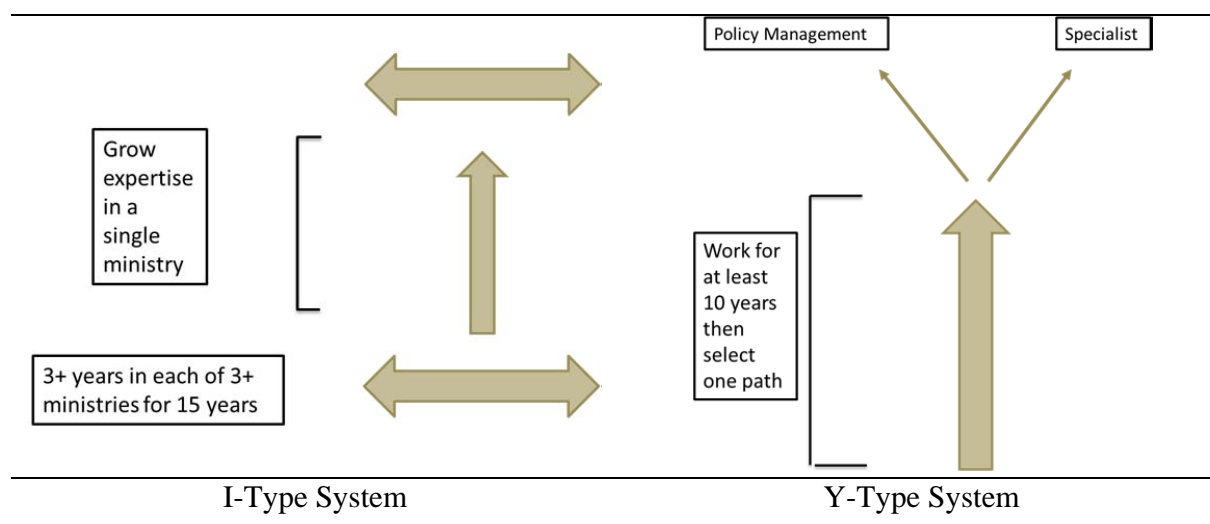 Policy Management
Specialist
Grow
expertise
in a
single
ministry
3+ years in each of 3+
ministries for 15 years
Work for
at least
10 years
then
select
one path
I-Type System
Y-Type System